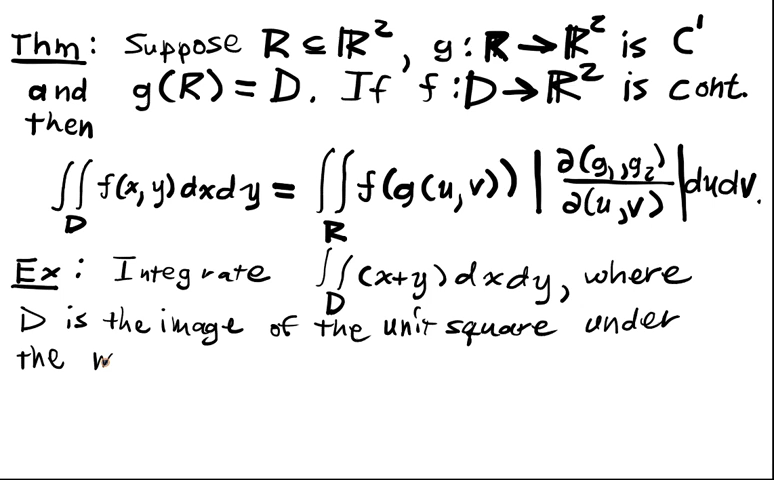 Thm: Suppose R ⊆ ℝ², g: R → ℝ² is C¹
and g(R) = D. If f: D → ℝ² is cont.
then
∬_D f(x,y) dxdy = ∬_R f(g(u,v)) |∂(g₁,g₂)/∂(u,v)| dudv.
Ex: Integrate ∬_D (x+y) dxdy, where
D is the image of the unit square under
the